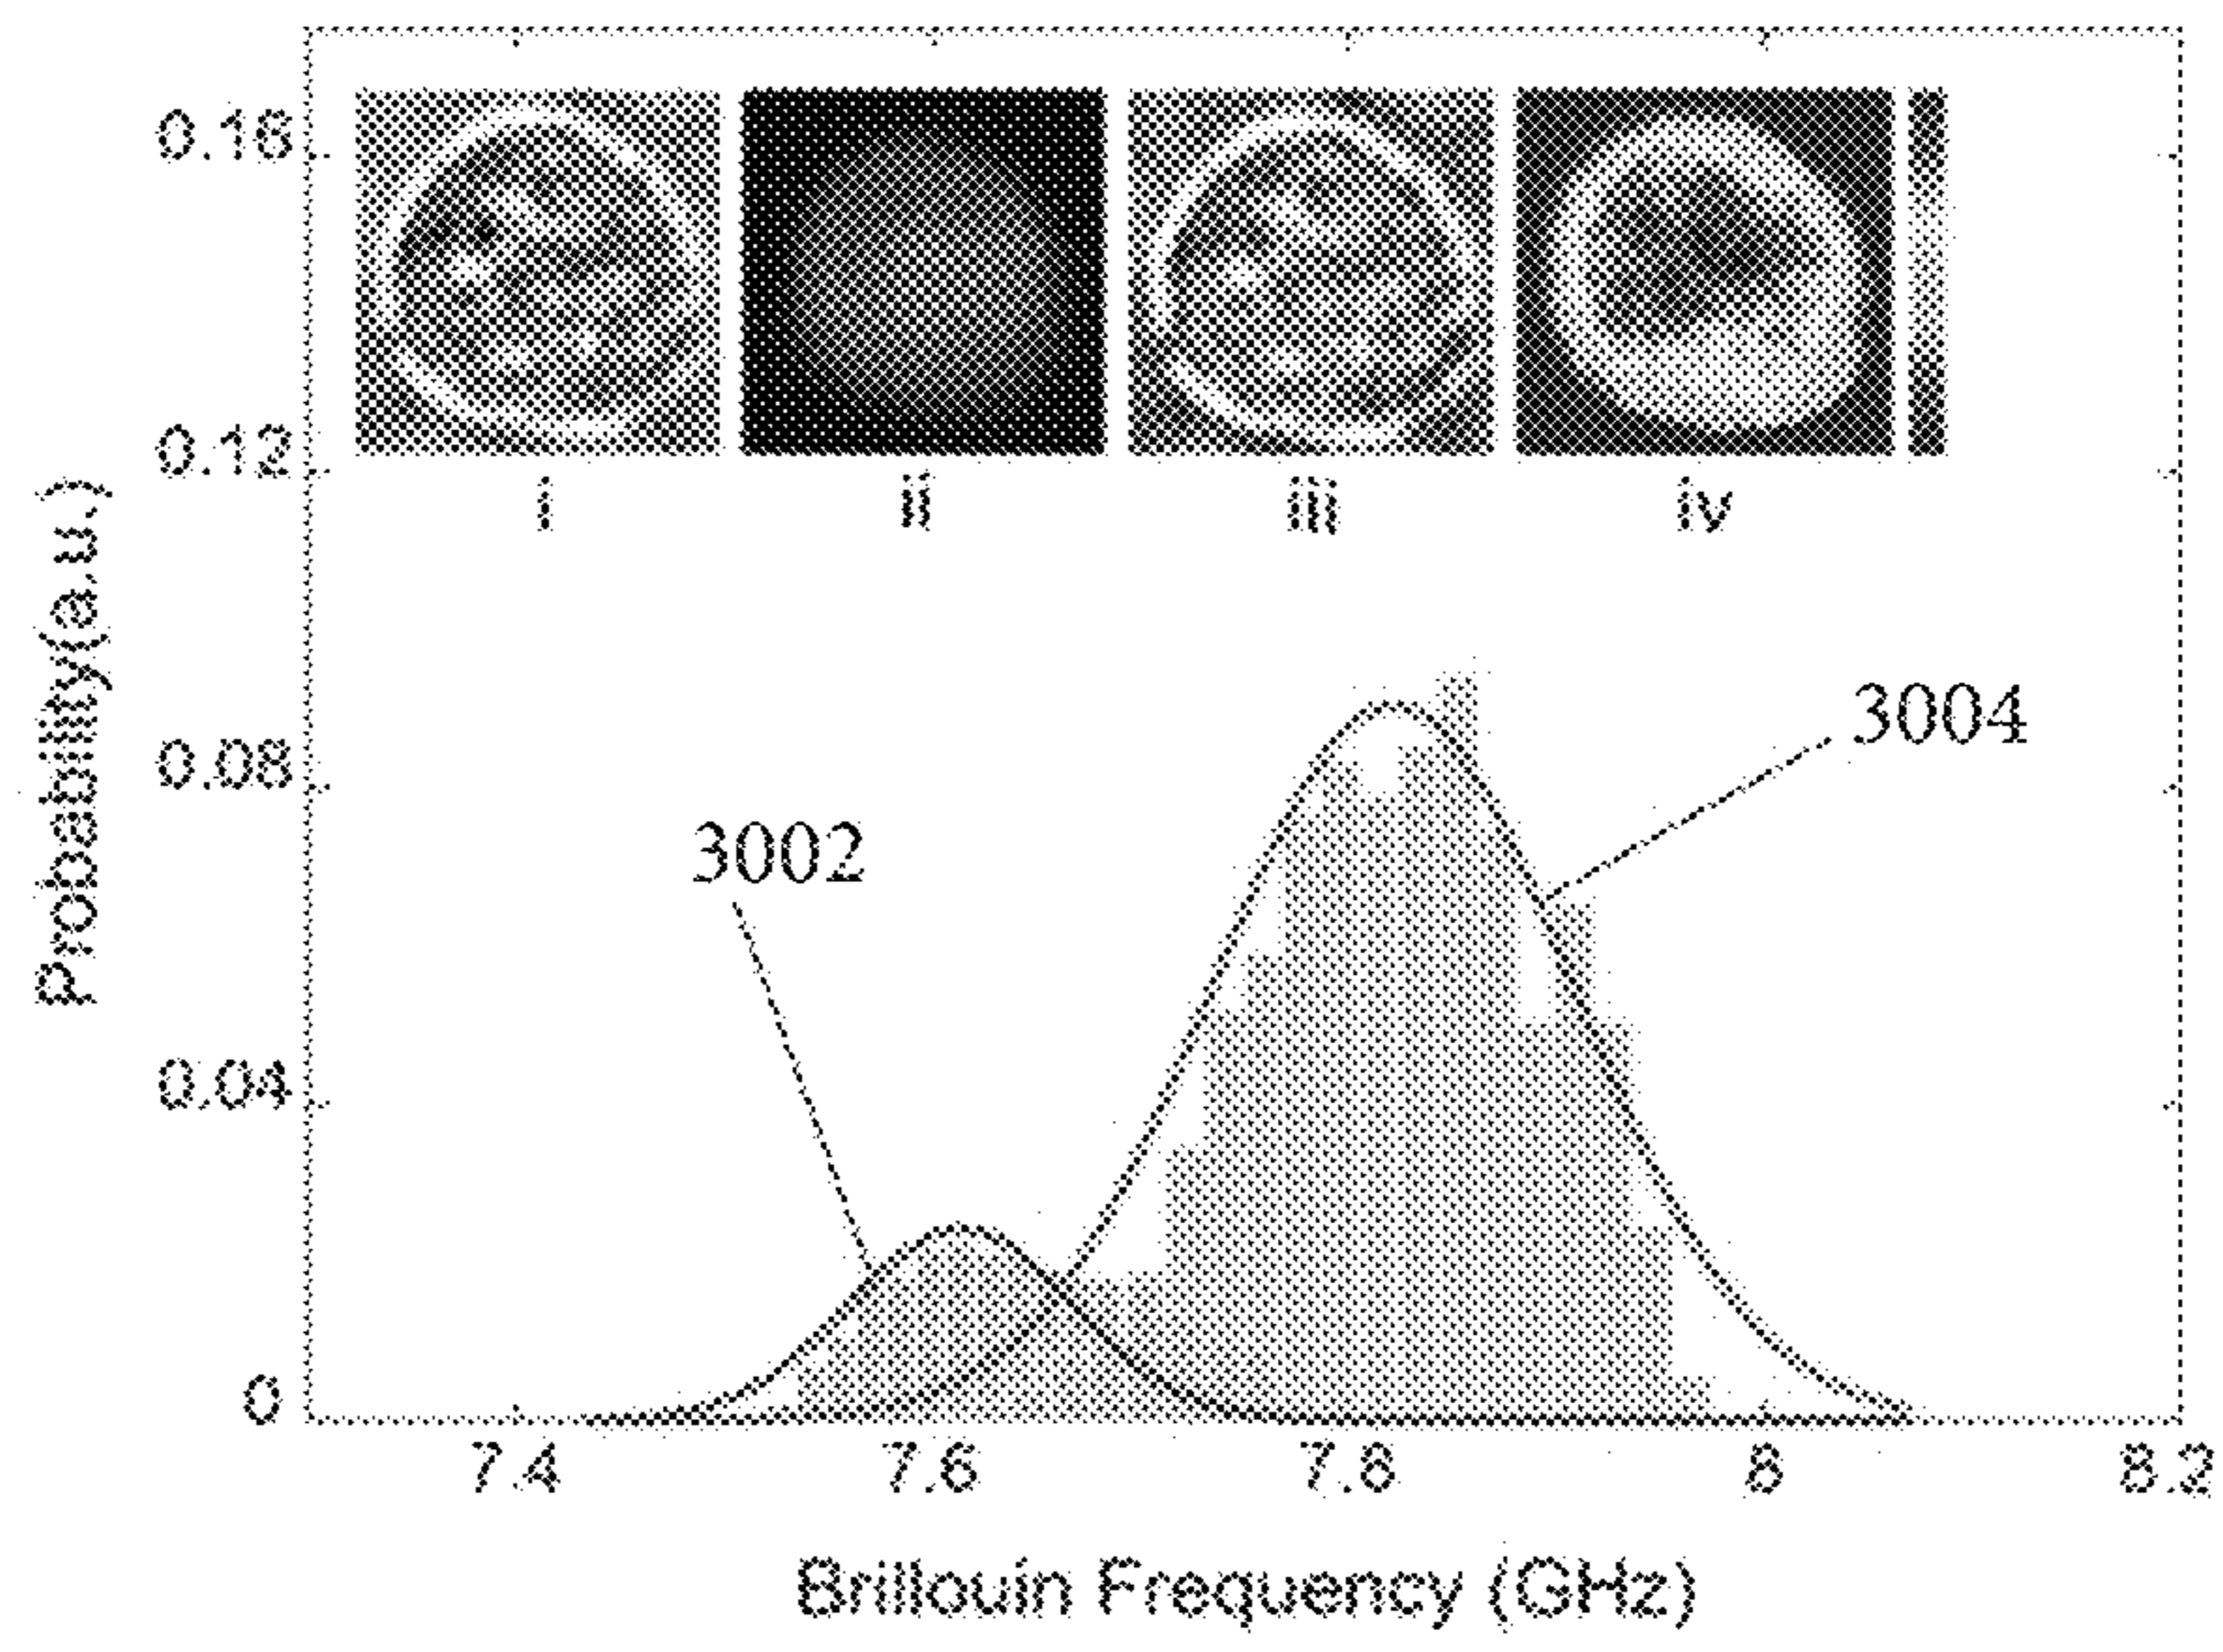 0.16
i ii iii iv
0.12
Probability(a.u.)
3004
0.08
3002
0.04
0
7.4 7.6 7.8 8 8.2
Brillouin Frequency (GHz)